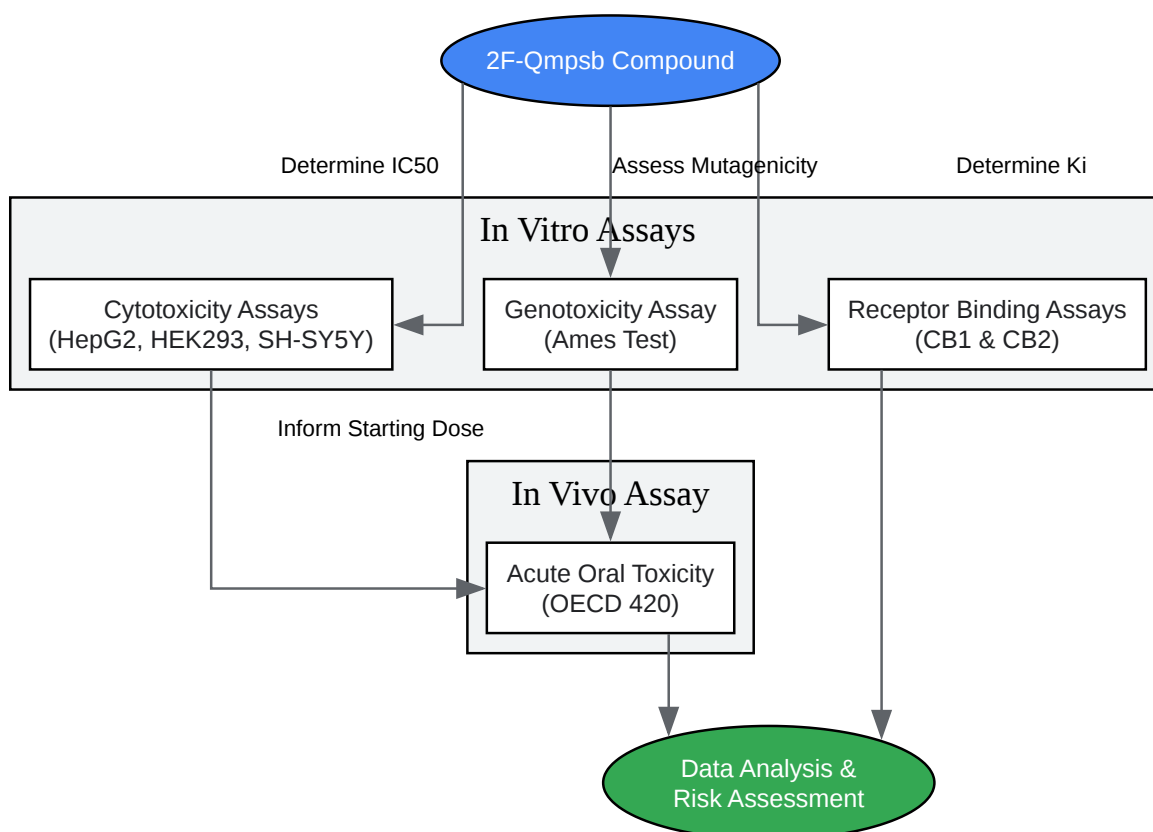 2F-Qmpsb Compound
Determine IC50
Assess Mutagenicity
Determine Ki
In Vitro Assays
Cytotoxicity Assays
(HepG2, HEK293, SH-SY5Y)
Genotoxicity Assay
(Ames Test)
Receptor Binding Assays
(CB1 & CB2)
Inform Starting Dose
In Vivo Assay
Acute Oral Toxicity
(OECD 420)
Data Analysis &
Risk Assessment